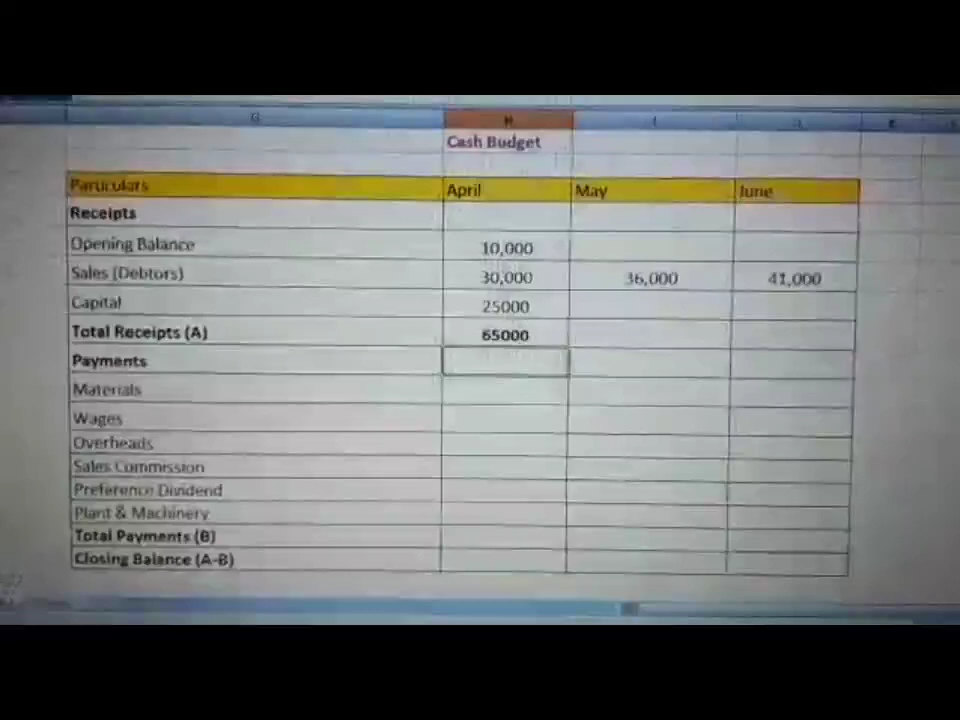 G H I J K
Cash Budget
Particulars April May June
Receipts
Opening Balance 10,000
Sales (Debtors) 30,000 36,000 41,000
Capital 25000
Total Receipts (A) 65000
Payments
Materials
Wages
Overheads
Sales Commission
Preference Dividend
Plant & Machinery
Total Payments (B)
Closing Balance (A-B)